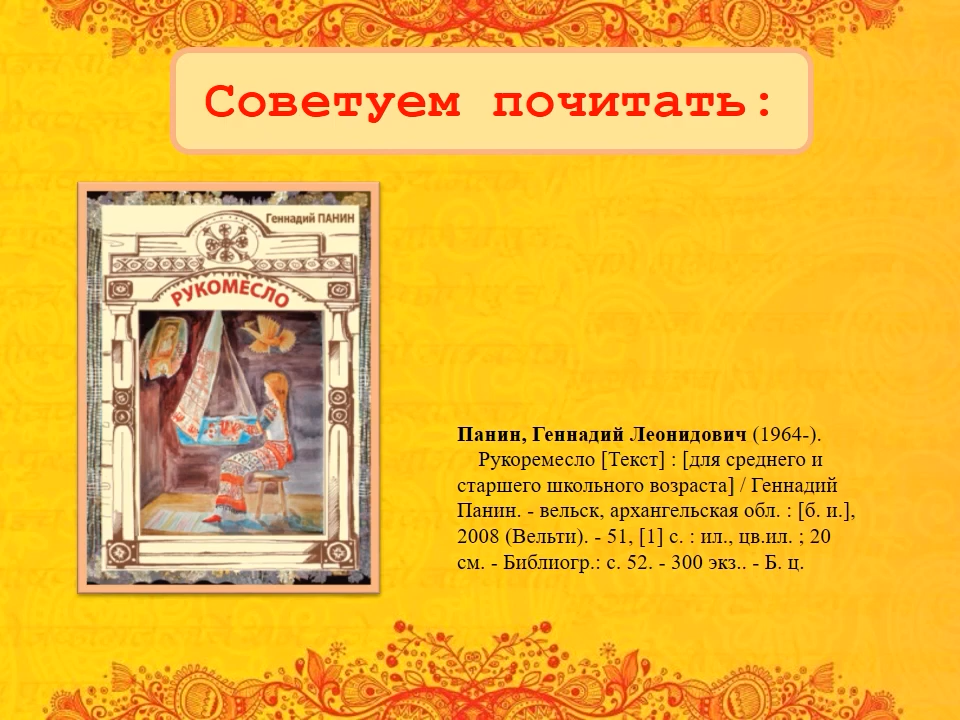 Советуем почитать:
Геннадий ПАНИН
РУКОМЕСЛО
Панин, Геннадий Леонидович (1964-).
Рукоремесло [Текст] : [для среднего и
старшего школьного возраста] / Геннадий
Панин. - вельск, архангельская обл. : [б. и.],
2008 (Вельти). - 51, [1] с. : ил., цв.ил. ; 20
см. - Библиогр.: с. 52. - 300 экз.. - Б. ц.